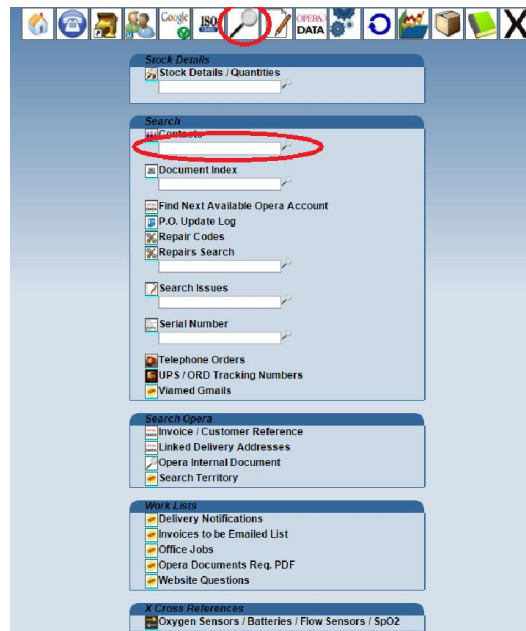 Google
ISO
OPERA
DATA
X
Stock Details
Stock Details / Quantities
Search
Contacts
Document Index
Find Next Available Opera Account
P.O. Update Log
Repair Codes
Repairs Search
Search Issues
Serial Number
Telephone Orders
UPS / ORD Tracking Numbers
Viamed Gmails
Search Opera
Invoice / Customer Reference
Linked Delivery Addresses
Opera Internal Document
Search Territory
Work Lists
Delivery Notifications
Invoices to be Emailed List
Office Jobs
Opera Documents Req. PDF
Website Questions
X Cross References
Oxygen Sensors / Batteries / Flow Sensors / SpO2